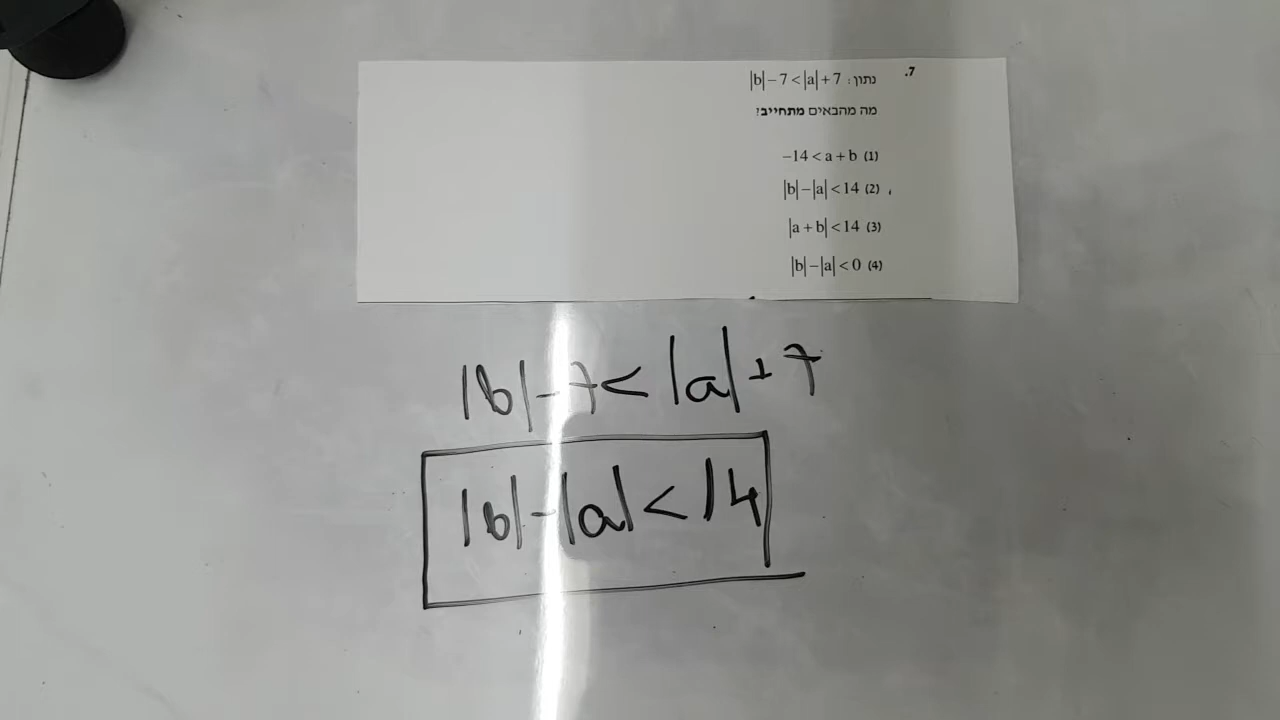 7. נתון: |b| − 7 < |a| + 7
מה מהבאים מתחייב?
(1) −14 < a + b
(2) |b| − |a| < 14
(3) |a + b| < 14
(4) |b| − |a| < 0
|b| − 7 < |a| + 7
|b| − |a| < 14